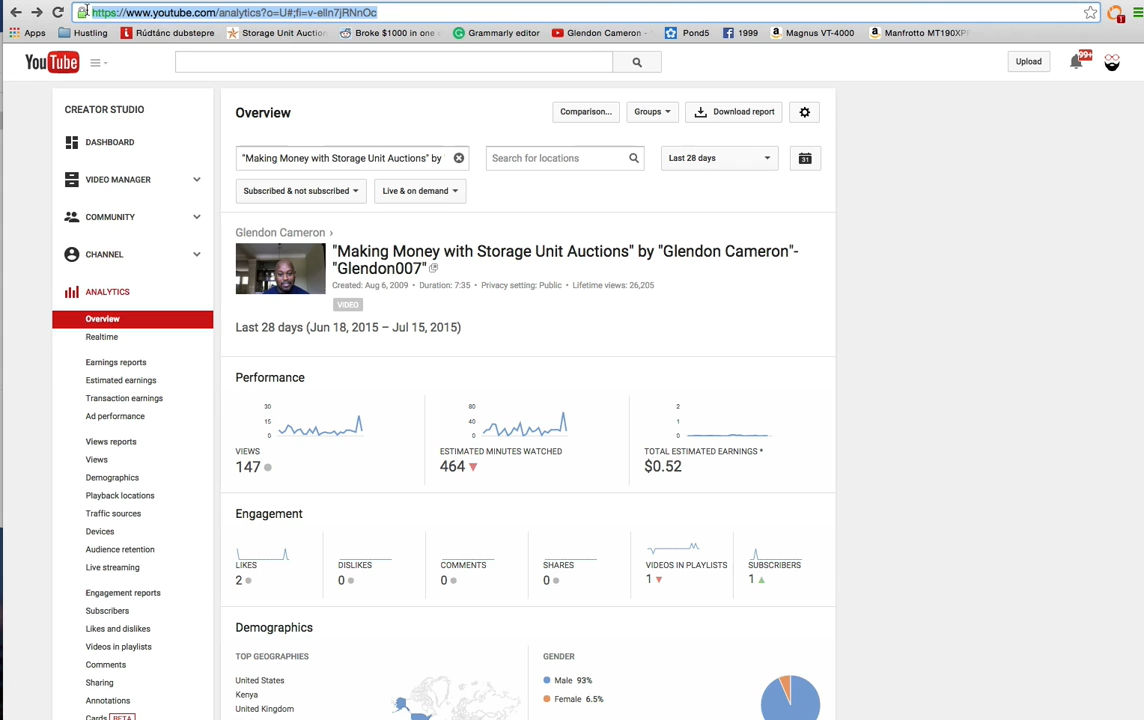 https://www.youtube.com/analytics?o=U#;fi=v-elln7jRNnOc
Apps Hustling Rúdtánc dubstepre Storage Unit Auction Broke $1000 in one Grammarly editor Glendon Cameron - Pond5 1999 Magnus VT-4000 Manfrotto MT190XPF
YouTube Upload 99+
CREATOR STUDIO
DASHBOARD
VIDEO MANAGER
COMMUNITY
CHANNEL
ANALYTICS
Overview
Realtime
Earnings reports
Estimated earnings
Transaction earnings
Ad performance
Views reports
Views
Demographics
Playback locations
Traffic sources
Devices
Audience retention
Live streaming
Engagement reports
Subscribers
Likes and dislikes
Videos in playlists
Comments
Sharing
Annotations
Cards BETA
Overview Comparison... Groups Download report
"Making Money with Storage Unit Auctions" by Search for locations Last 28 days 31
Subscribed & not subscribed Live & on demand
Glendon Cameron ›
"Making Money with Storage Unit Auctions" by "Glendon Cameron"-
"Glendon007"
Created: Aug 6, 2009 • Duration: 7:35 • Privacy setting: Public • Lifetime views: 26,205
VIDEO
Last 28 days (Jun 18, 2015 – Jul 15, 2015)
Performance
30
15
0
VIEWS
147
80
40
0
ESTIMATED MINUTES WATCHED
464
2
1
0
TOTAL ESTIMATED EARNINGS *
$0.52
Engagement
LIKES DISLIKES COMMENTS SHARES VIDEOS IN PLAYLISTS SUBSCRIBERS
2 0 0 0 1 1
Demographics
TOP GEOGRAPHIES
United States
Kenya
United Kingdom
GENDER
Male 93%
Female 6.5%